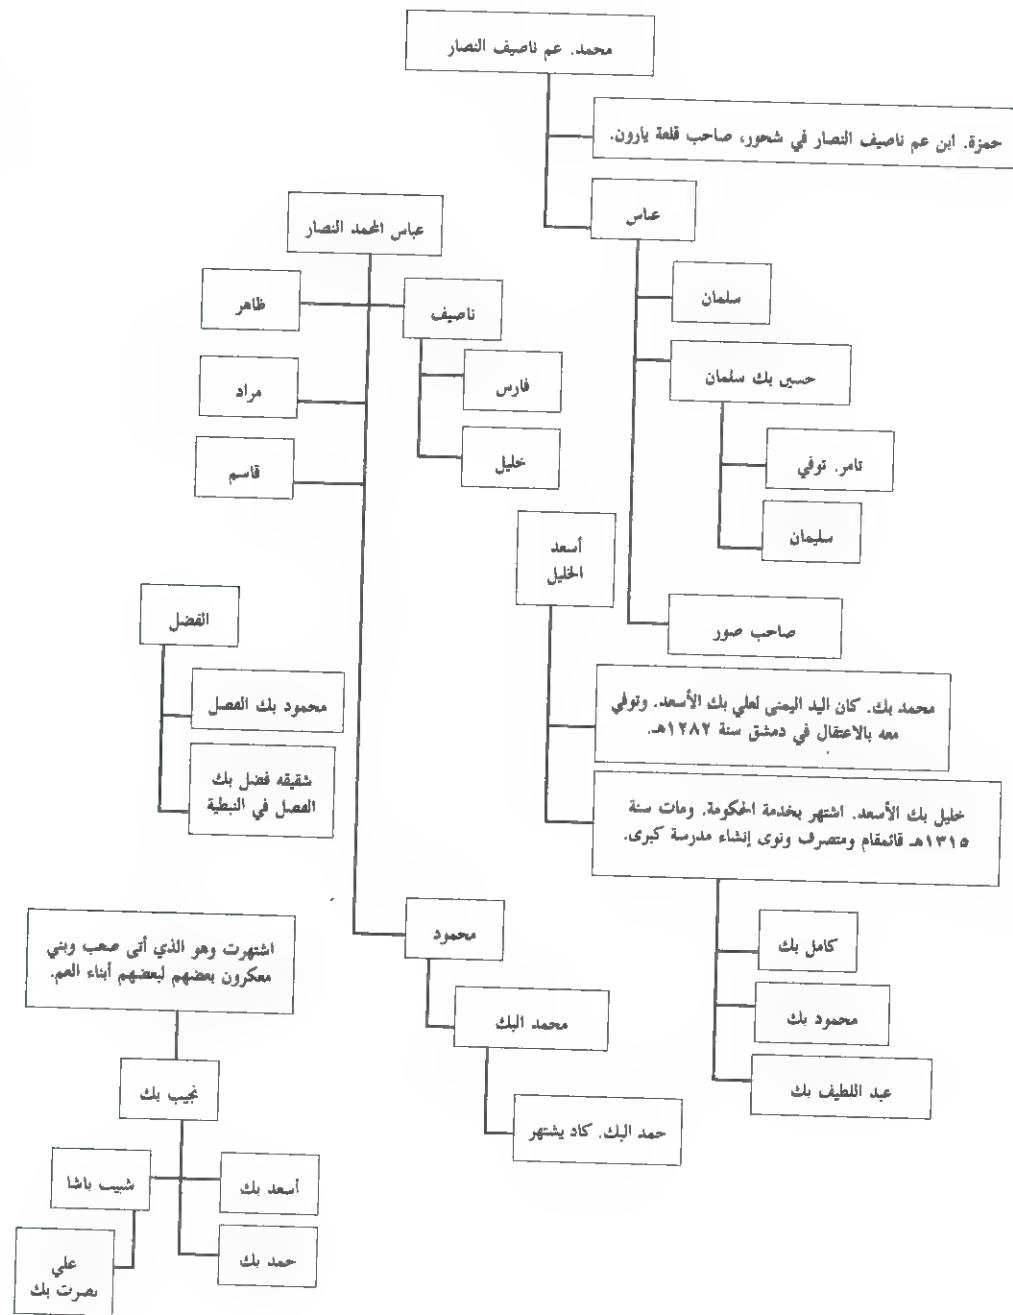 محمد. عم ناصيف النصار
حمزة. ابن عم ناصيف النصار في شحور، صاحب قلعة يارون.
عباس
سلمان
حسين بك سلمان
تامر. توفي
سليمان
صاحب صور
عباس المحمد النصار
ناصيف
ظاهر
فارس
مراد
خليل
قاسم
أسعد
الخليل
محمد بك. كان اليد اليمنى لعلي بك الأسعد. وتوفي
معه بالاعتقال في دمشق سنة ١٢٨٢هـ.
خليل بك الأسعد. اشتهر بخدمة الحكومة. ومات سنة
١٣١٥هـ قائمقام ومتصرف ونوى إنشاء مدرسة كبرى.
كامل بك
محمود بك
عبد اللطيف بك
الفضل
محمود بك الفصل
شقيقه فضل بك
الفصل في النبطية
محمود
محمد البك
حمد البك. كاد يشتهر
اشتهرت وهو الذي أتى صعب وبني
معكرون بعضهم لبعضهم أبناء العم.
نجيب بك
أسعد بك
شبيب باشا
حمد بك
علي
نصرت بك